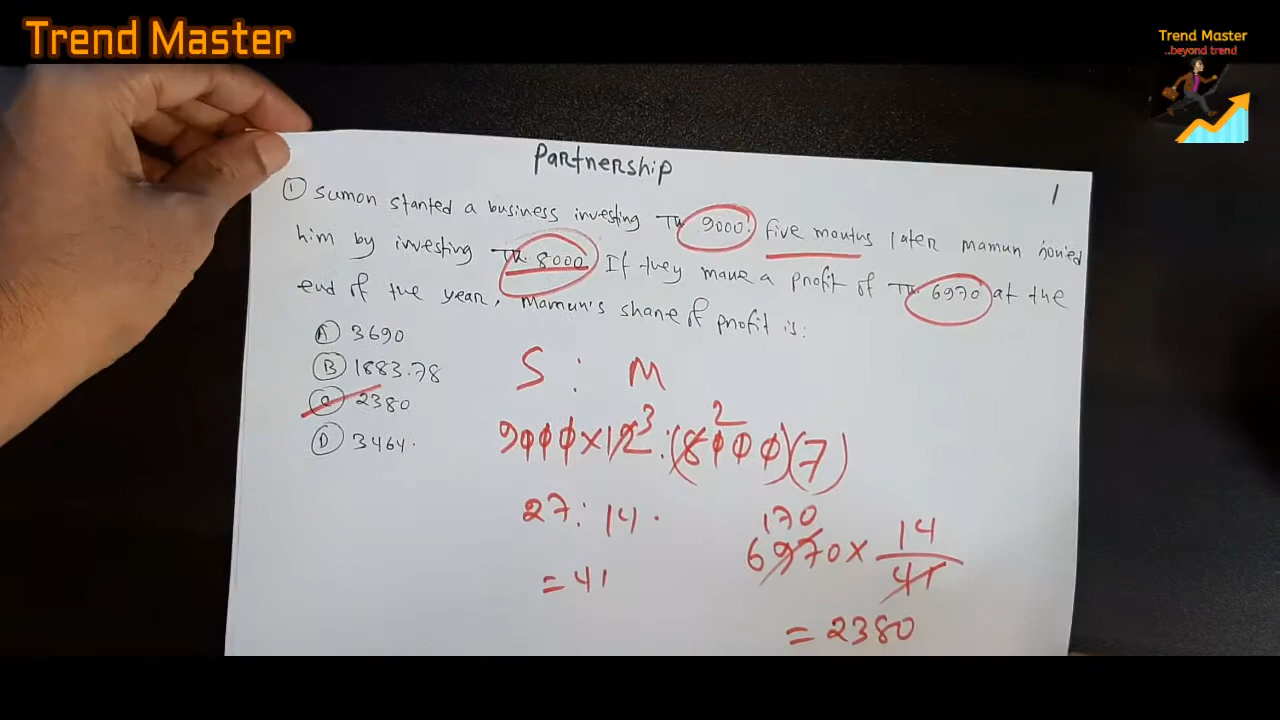 Trend Master
Trend Master
..beyond trend
Partnership
1
① Sumon started a business investing Tk 9000. five months later Mamun joined
him by investing Tk. 8000. If they make a profit of Tk. 6970 at the
end of the year, Mamun's share of profit is:
(A) 3690
(B) 1883.78
(C) 2380
(D) 3464.
S : M
9000 × 12 3 : (8000) 2 (7)
27 : 14
= 41
170
6970 × 14/41
= 2380